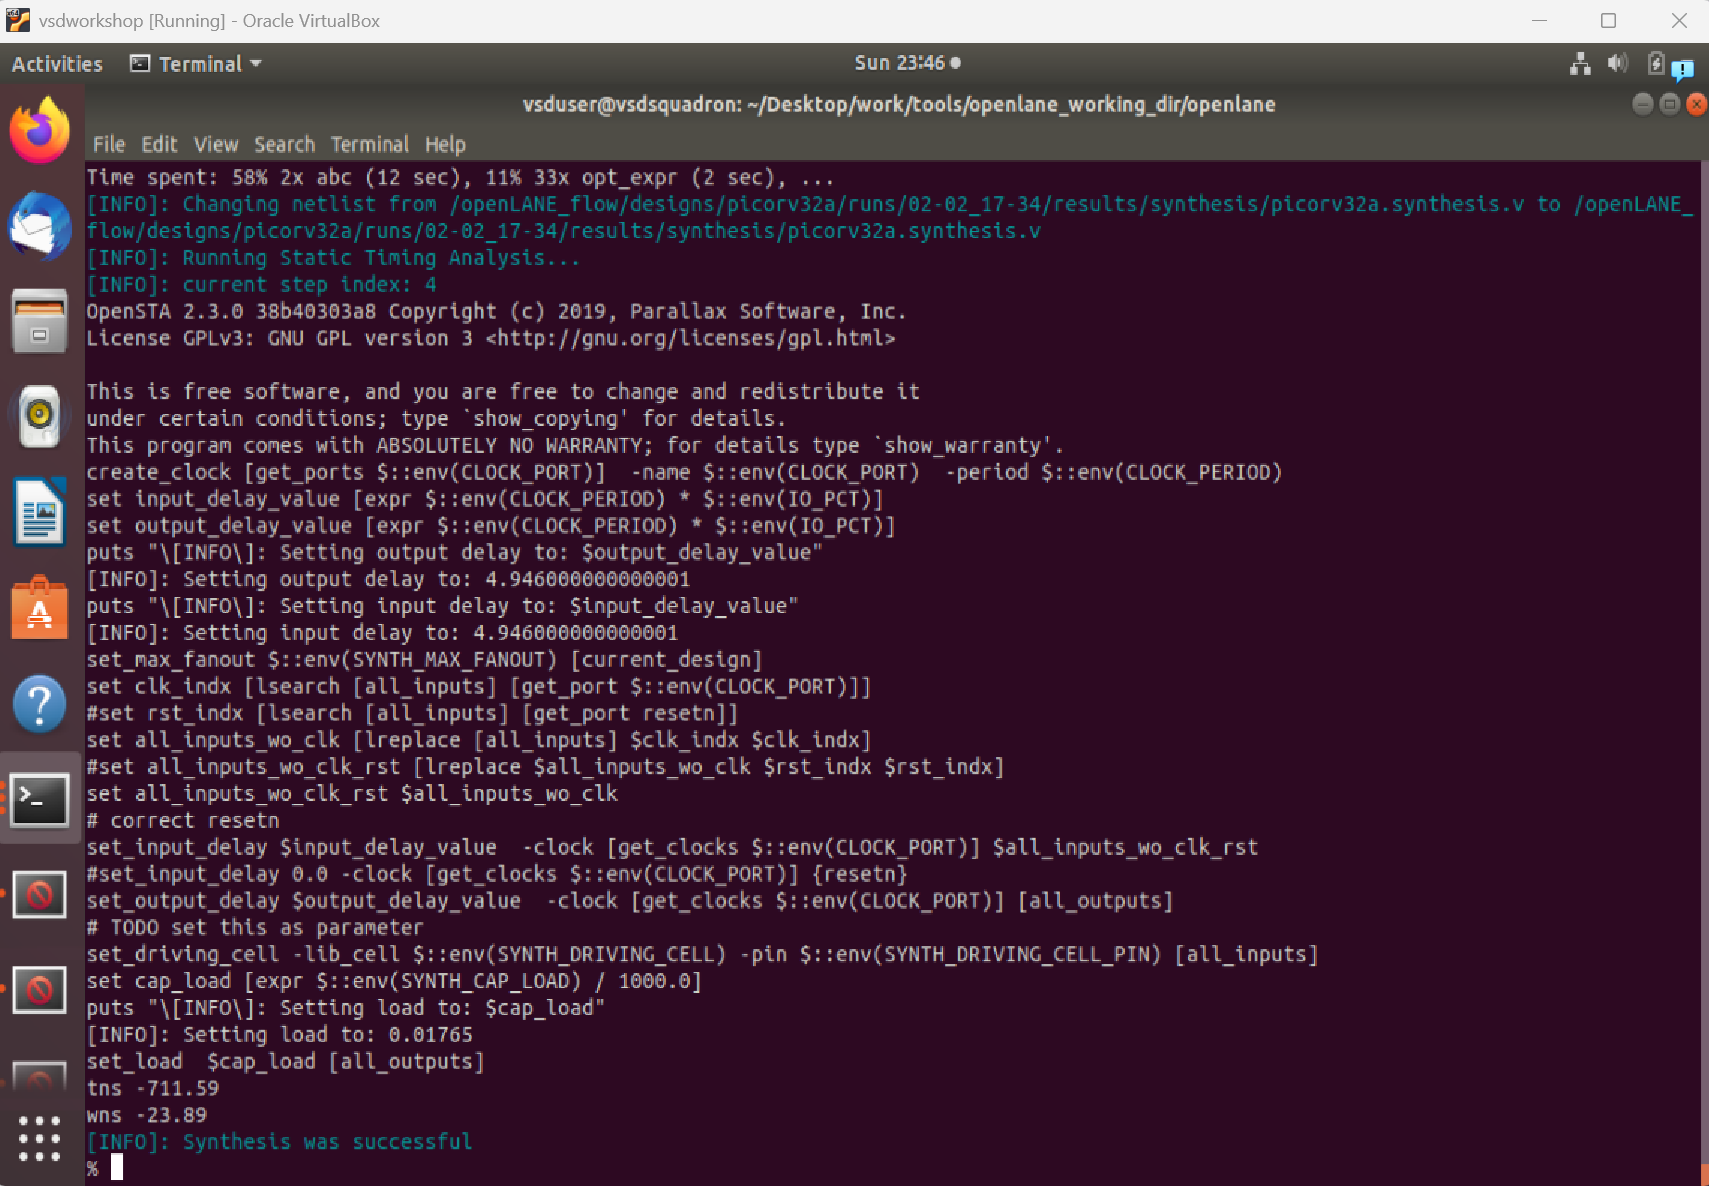 vsdworkshop [Running] - Oracle VirtualBox
Activities Terminal Sun 23:46
vsduser@vsdsquadron: ~/Desktop/work/tools/openlane_working_dir/openlane
File Edit View Search Terminal Help
Time spent: 58% 2x abc (12 sec), 11% 33x opt_expr (2 sec), ...
[INFO]: Changing netlist from /openLANE_flow/designs/picorv32a/runs/02-02_17-34/results/synthesis/picorv32a.synthesis.v to /openLANE_
flow/designs/picorv32a/runs/02-02_17-34/results/synthesis/picorv32a.synthesis.v
[INFO]: Running Static Timing Analysis...
[INFO]: current step index: 4
OpenSTA 2.3.0 38b40303a8 Copyright (c) 2019, Parallax Software, Inc.
License GPLv3: GNU GPL version 3 <http://gnu.org/licenses/gpl.html>

This is free software, and you are free to change and redistribute it
under certain conditions; type `show_copying' for details.
This program comes with ABSOLUTELY NO WARRANTY; for details type `show_warranty'.
create_clock [get_ports $::env(CLOCK_PORT)]  -name $::env(CLOCK_PORT)  -period $::env(CLOCK_PERIOD)
set input_delay_value [expr $::env(CLOCK_PERIOD) * $::env(IO_PCT)]
set output_delay_value [expr $::env(CLOCK_PERIOD) * $::env(IO_PCT)]
puts "\[INFO\]: Setting output delay to: $output_delay_value"
[INFO]: Setting output delay to: 4.946000000000001
puts "\[INFO\]: Setting input delay to: $input_delay_value"
[INFO]: Setting input delay to: 4.946000000000001
set_max_fanout $::env(SYNTH_MAX_FANOUT) [current_design]
set clk_indx [lsearch [all_inputs] [get_port $::env(CLOCK_PORT)]]
#set rst_indx [lsearch [all_inputs] [get_port resetn]]
set all_inputs_wo_clk [lreplace [all_inputs] $clk_indx $clk_indx]
#set all_inputs_wo_clk_rst [lreplace $all_inputs_wo_clk $rst_indx $rst_indx]
set all_inputs_wo_clk_rst $all_inputs_wo_clk
# correct resetn
set_input_delay $input_delay_value  -clock [get_clocks $::env(CLOCK_PORT)] $all_inputs_wo_clk_rst
#set_input_delay 0.0 -clock [get_clocks $::env(CLOCK_PORT)] {resetn}
set_output_delay $output_delay_value  -clock [get_clocks $::env(CLOCK_PORT)] [all_outputs]
# TODO set this as parameter
set_driving_cell -lib_cell $::env(SYNTH_DRIVING_CELL) -pin $::env(SYNTH_DRIVING_CELL_PIN) [all_inputs]
set cap_load [expr $::env(SYNTH_CAP_LOAD) / 1000.0]
puts "\[INFO\]: Setting load to: $cap_load"
[INFO]: Setting load to: 0.01765
set_load  $cap_load [all_outputs]
tns -711.59
wns -23.89
[INFO]: Synthesis was successful
%